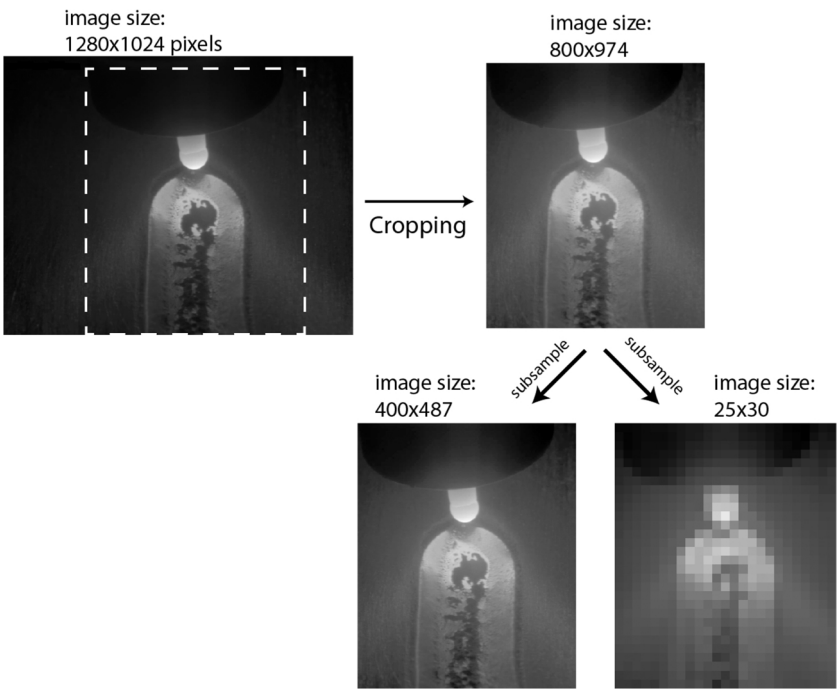 image size:
1280x1024 pixels
image size:
800x974
Cropping
subsample
subsample
image size:
400x487
image size:
25x30